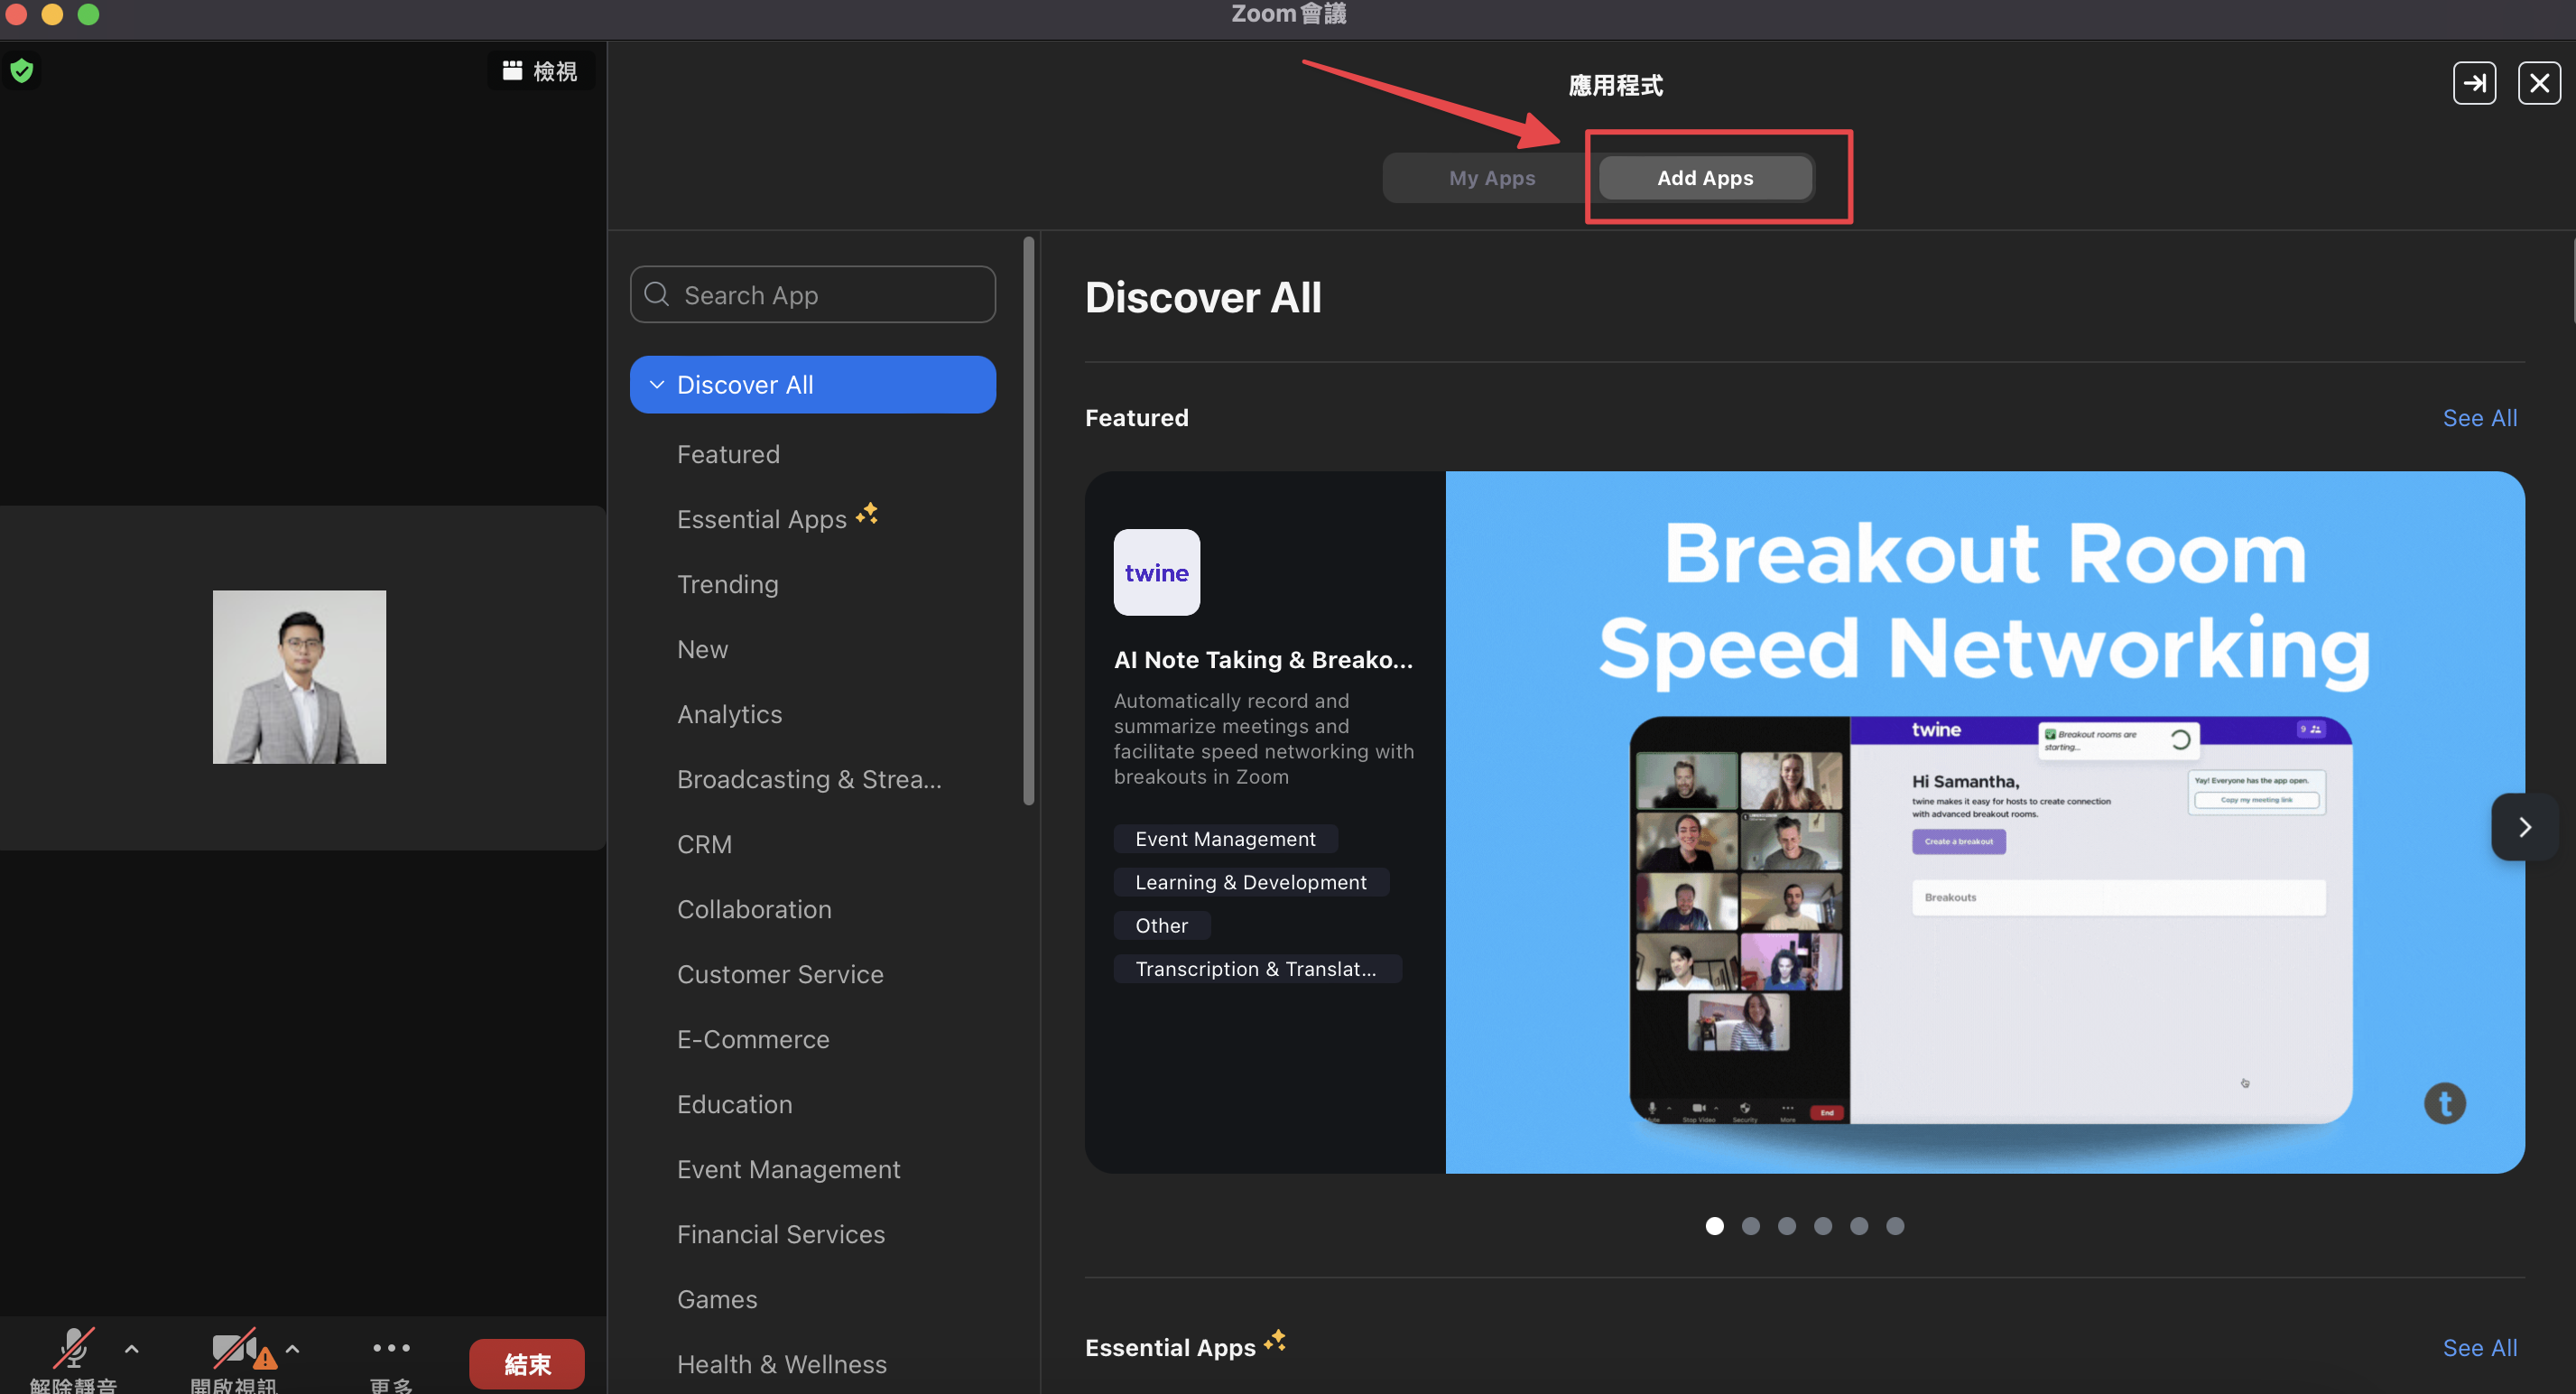 Zoom會議
檢視
應用程式
My Apps
Add Apps
Search App
Discover All
Featured
Essential Apps
Trending
New
Analytics
Broadcasting & Strea...
CRM
Collaboration
Customer Service
E-Commerce
Education
Event Management
Financial Services
Games
Health & Wellness
Discover All
Featured
See All
twine
AI Note Taking & Breako...
Automatically record and
summarize meetings and
facilitate speed networking with
breakouts in Zoom
Event Management
Learning & Development
Other
Transcription & Translat...
Breakout Room
Speed Networking
twine
Breakout rooms are
starting...
9
Hi Samantha,
twine makes it easy for hosts to create connection
with advanced breakout rooms.
Create a breakout
Yay! Everyone has the app open.
Copy my meeting link
Breakouts
Stop Video
Security
More
End
t
Essential Apps
See All
解除靜音
開啟視訊
更多
結束